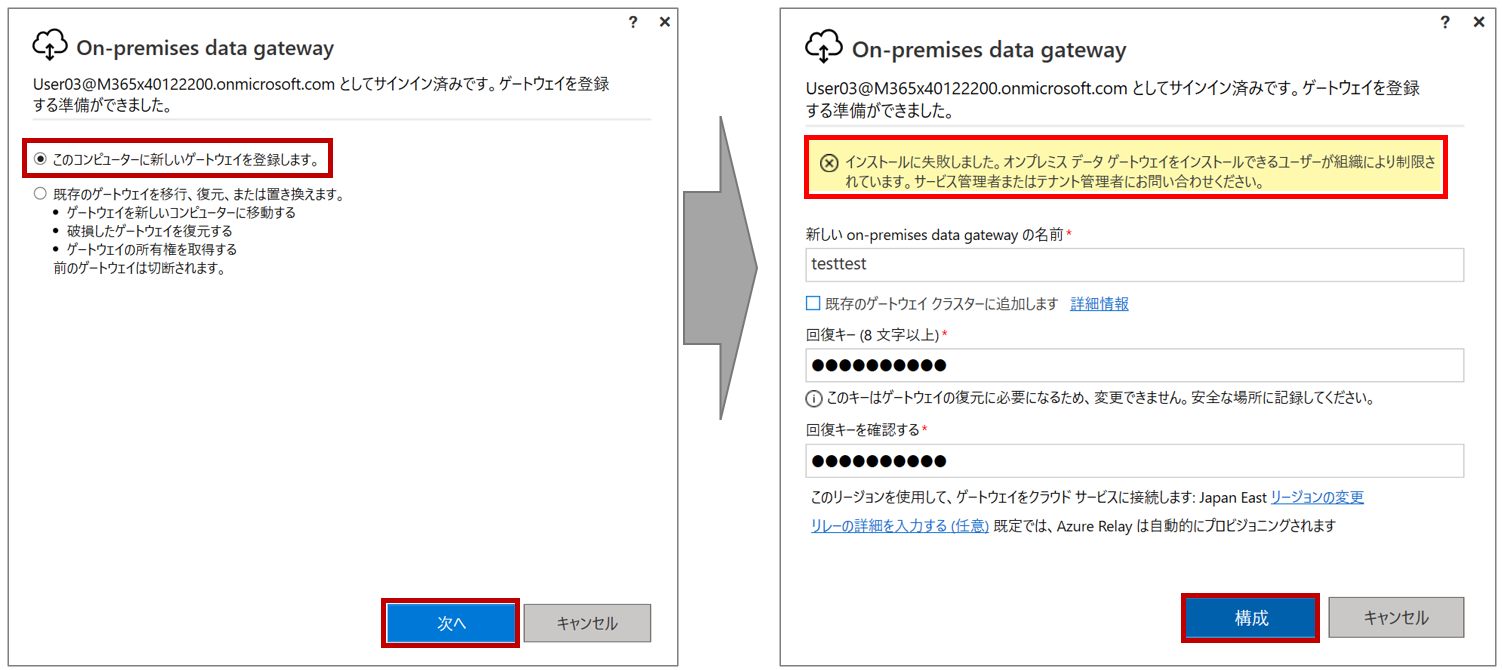 ? ×
On-premises data gateway
User03@M365x40122200.onmicrosoft.com としてサインイン済みです。ゲートウェイを登録
する準備ができました。
このコンピューターに新しいゲートウェイを登録します。
既存のゲートウェイを移行、復元、または置き換えます。
• ゲートウェイを新しいコンピューターに移動する
• 破損したゲートウェイを復元する
• ゲートウェイの所有権を取得する
前のゲートウェイは切断されます。
次へ
キャンセル
? ×
On-premises data gateway
User03@M365x40122200.onmicrosoft.com としてサインイン済みです。ゲートウェイを登録
する準備ができました。
インストールに失敗しました。オンプレミス データ ゲートウェイをインストールできるユーザーが組織により制限さ
れています。サービス管理者またはテナント管理者にお問い合わせください。
新しい on-premises data gateway の名前*
testtest
既存のゲートウェイ クラスターに追加します 詳細情報
回復キー (8 文字以上)*
●●●●●●●●●●
このキーはゲートウェイの復元に必要になるため、変更できません。安全な場所に記録してください。
回復キーを確認する*
●●●●●●●●●●
このリージョンを使用して、ゲートウェイをクラウド サービスに接続します: Japan East リージョンの変更
リレーの詳細を入力する (任意) 既定では、Azure Relay は自動的にプロビジョニングされます
構成
キャンセル